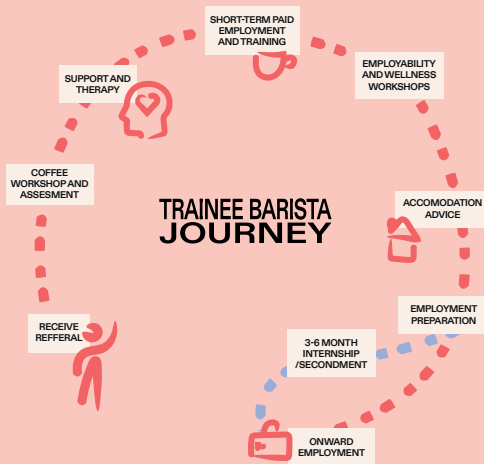 TRAINEE BARISTA
JOURNEY
RECEIVE
REFFERAL
COFFEE
WORKSHOP AND
ASSESMENT
SUPPORT AND
THERAPY
SHORT-TERM PAID
EMPLOYMENT
AND TRAINING
EMPLOYABILITY
AND WELLNESS
WORKSHOPS
ACCOMODATION
ADVICE
EMPLOYMENT
PREPARATION
3-6 MONTH
INTERNSHIP
/SECONDMENT
ONWARD
EMPLOYMENT